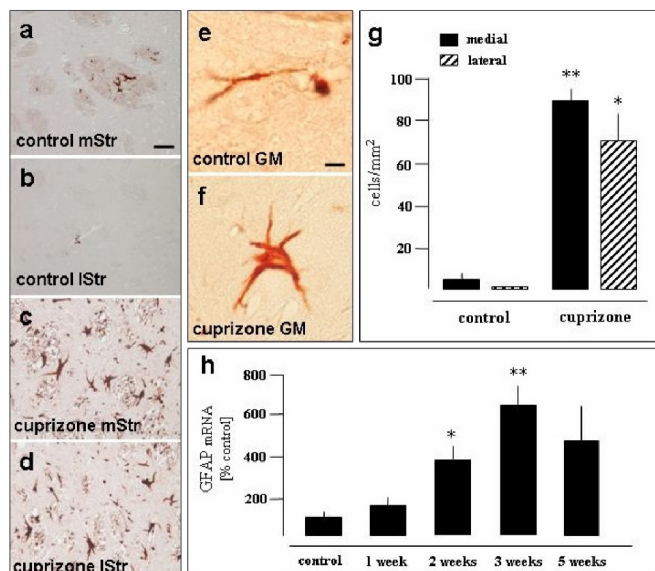 a
control mStr
b
control lStr
c
cuprizone mStr
d
cuprizone lStr
e
control GM
f
cuprizone GM
g
medial
lateral
cells/mm²
100
80
60
40
20
**
*
control cuprizone
h
GFAP mRNA
[% control]
800
600
400
200
*
**
control 1 week 2 weeks 3 weeks 5 weeks